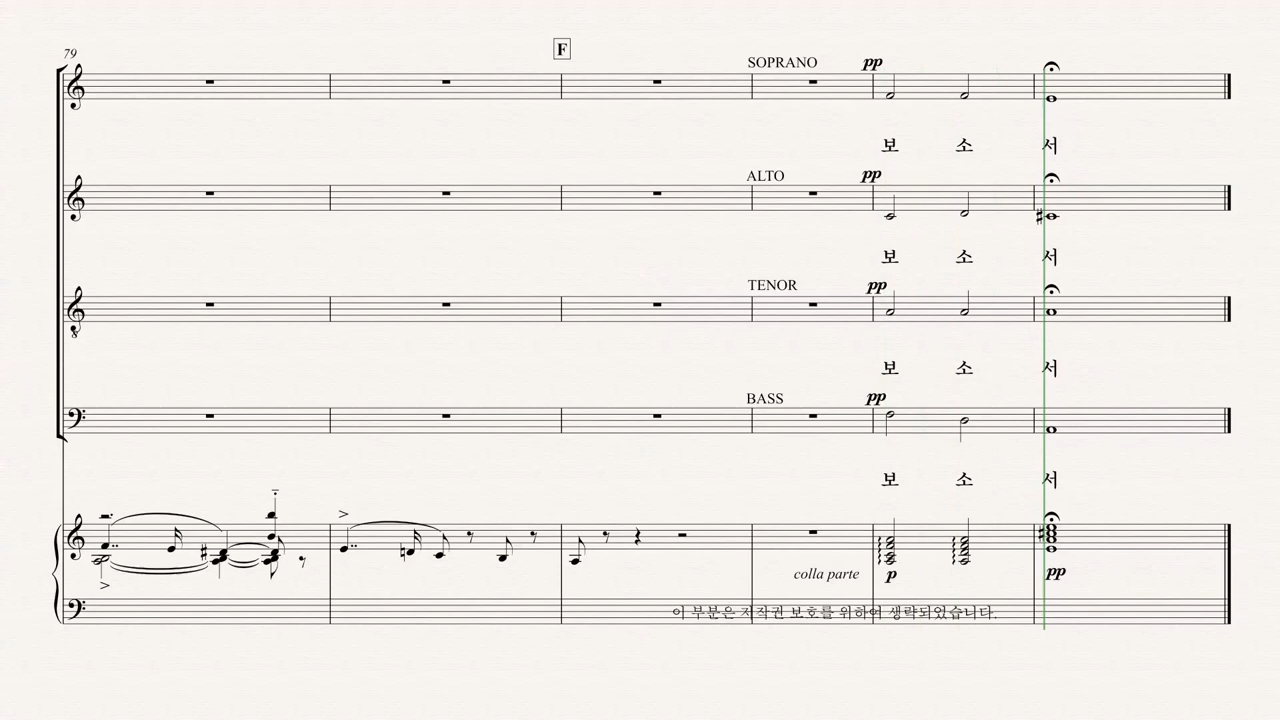 79
F
SOPRANO pp
보 소 서
ALTO pp
보 소 서
TENOR pp
보 소 서
BASS pp
보 소 서
colla parte p pp
이 부분은 저작권 보호를 위하여 생략되었습니다.